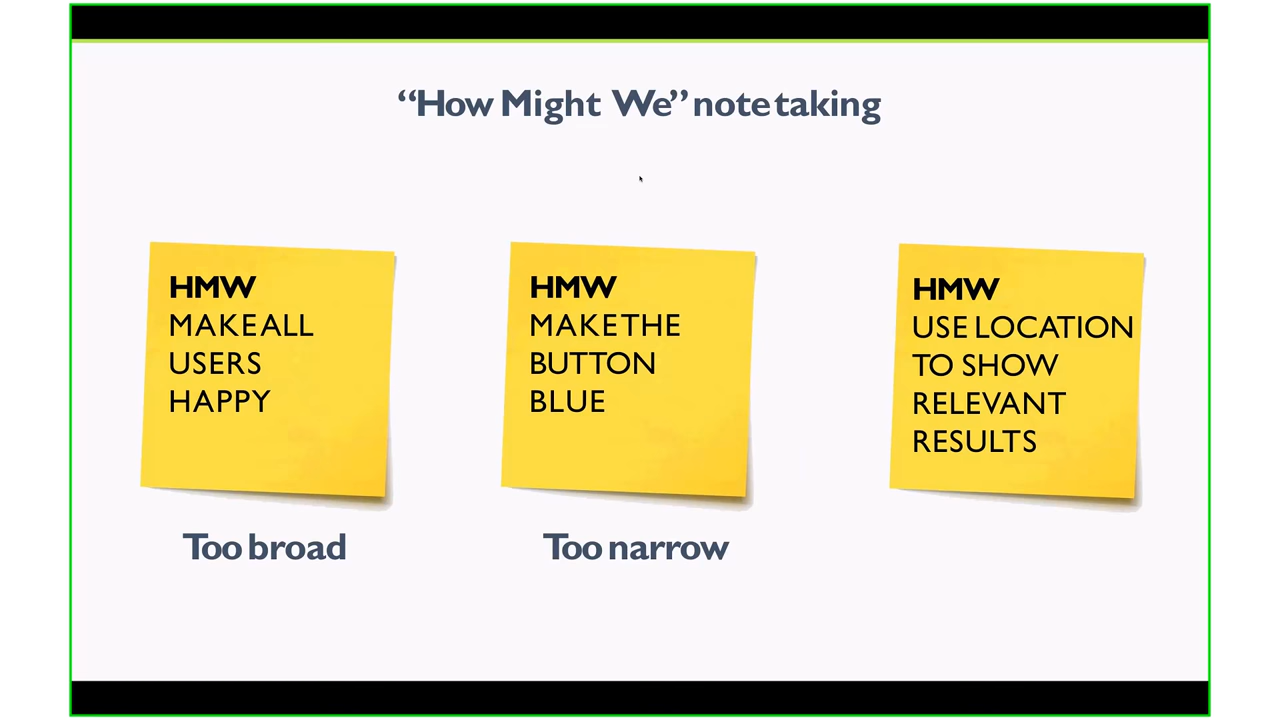 “How Might We” note taking
HMW
MAKE ALL
USERS
HAPPY
Too broad
HMW
MAKE THE
BUTTON
BLUE
Too narrow
HMW
USE LOCATION
TO SHOW
RELEVANT
RESULTS